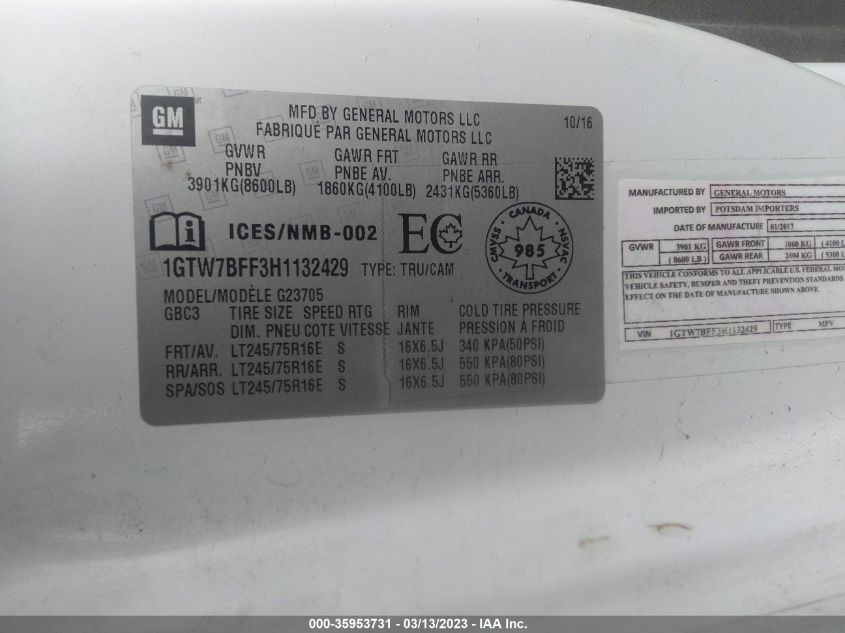 GM
MFD BY GENERAL MOTORS LLC
FABRIQUÉ PAR GENERAL MOTORS LLC
10/16
GVWR GAWR FRT GAWR RR
PNBV PNBE AV. PNBE ARR.
3901KG(8600LB) 1860KG(4100LB) 2431KG(5360LB)
ICES/NMB-002 EC
CANADA
CMVSS 985 NSVAC
TRANSPORT
1GTW7BFF3H1132429 TYPE: TRU/CAM
MODEL/MODÈLE G23705
GBC3 TIRE SIZE SPEED RTG RIM COLD TIRE PRESSURE
DIM. PNEU COTE VITESSE JANTE PRESSION À FROID
FRT/AV. LT245/75R16E S 16X6.5J 340 KPA(50PSI)
RR/ARR. LT245/75R16E S 16X6.5J 550 KPA(80PSI)
SPA/SOS LT245/75R16E S 16X6.5J 550 KPA(80PSI)
MANUFACTURED BY GENERAL MOTORS
IMPORTED BY POTSDAM IMPORTERS
DATE OF MANUFACTURE 01/2017
GVWR 3901 KG GAWR FRONT 1860 KG (4100 L
(8600 LB) GAWR REAR 2404 KG (5300 L
THIS VEHICLE CONFORMS TO ALL APPLICABLE U.S. FEDERAL MO
VEHICLE SAFETY, BUMPER AND THEFT PREVENTION STANDARDS
EFFECT ON THE DATE OF MANUFACTURE SHOWN ABOVE.
VIN 1GTW7BFF3H1132429 TYPE MPV
000-35953731 - 03/13/2023 - IAA Inc.